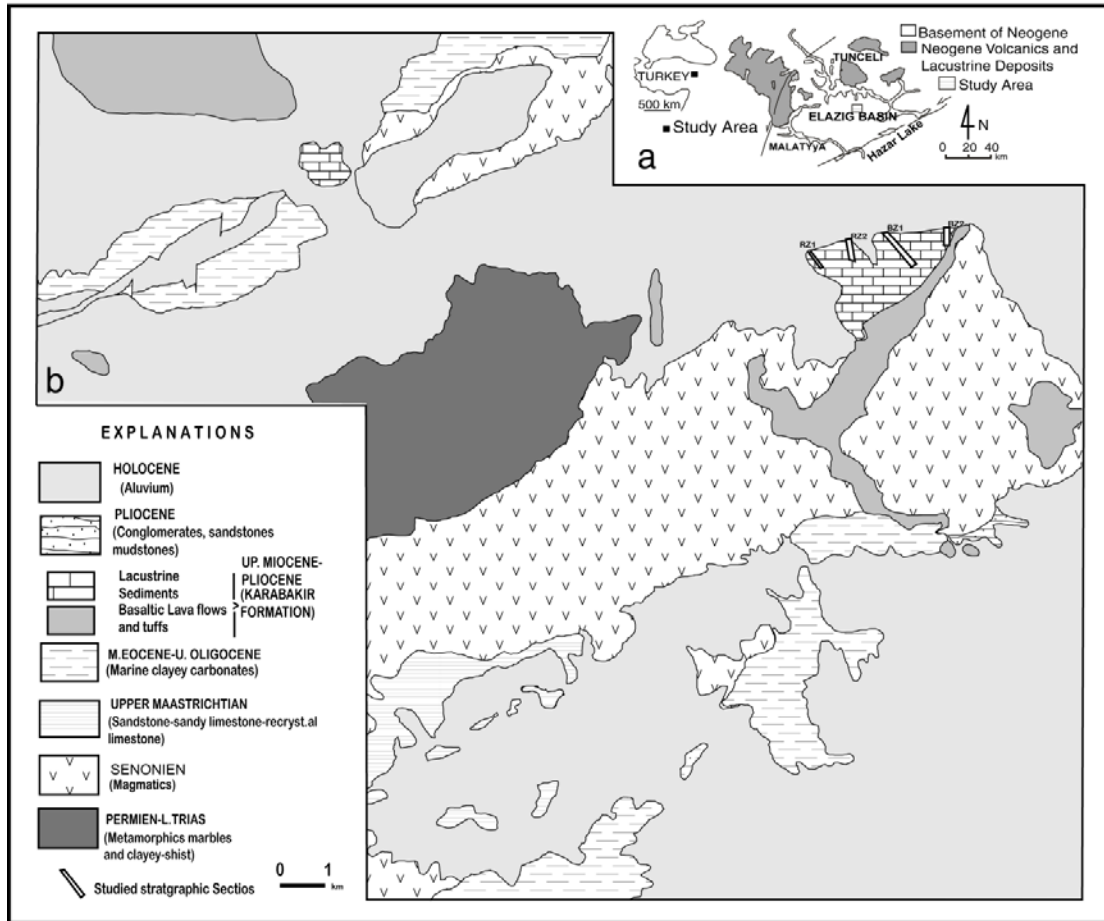 Basement of Neogene
Neogene Volcanics and
Lacustrine Deposits
Study Area
TUNCELI
TURKEY
500 km
Study Area
ELAZIG BASIN
MALATYyA
Hazar Lake
N
0 20 40
km
a
RZ1
RZ2
BZ1
b
EXPLANATIONS
HOLOCENE
(Aluvium)
PLIOCENE
(Conglomerates, sandstones
mudstones)
Lacustrine
Sediments
Basaltic Lava flows
and tuffs
UP. MIOCENE-
PLIOCENE
(KARABAKIR
FORMATION)
M.EOCENE-U. OLIGOCENE
(Marine clayey carbonates)
UPPER MAASTRICHTIAN
(Sandstone-sandy limestone-recryst.al
limestone)
SENONIEN
(Magmatics)
PERMIEN-L.TRIAS
(Metamorphics marbles
and clayey-shist)
Studied stratgraphic Sectios
0 1
km